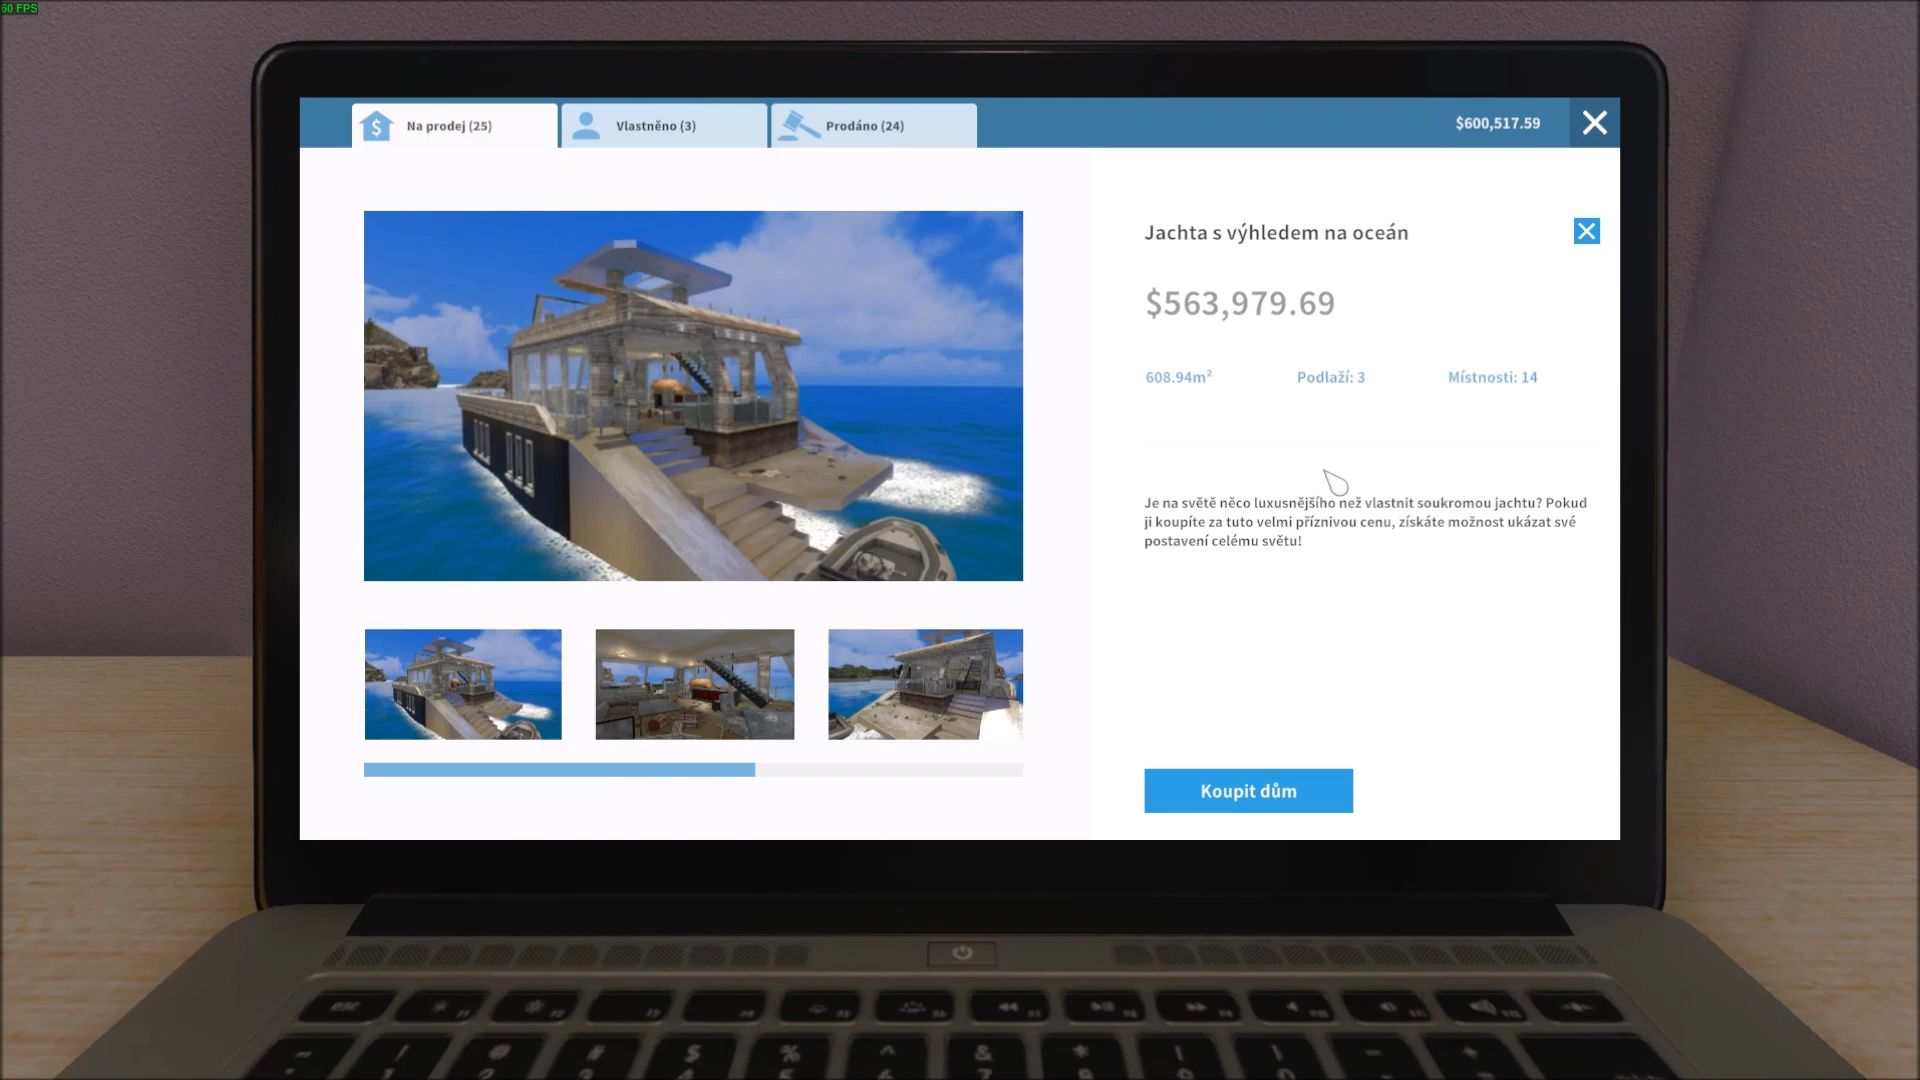 60 FPS
Na prodej (25)
Vlastněno (3)
Prodáno (24)
$600,517.59
Jachta s výhledem na oceán
$563,979.69
608.94m²
Podlaží: 3
Místnosti: 14
Je na světě něco luxusnějšího než vlastnit soukromou jachtu? Pokud
ji koupíte za tuto velmi příznivou cenu, získáte možnost ukázat své
postavení celému světu!
Koupit dům
esc